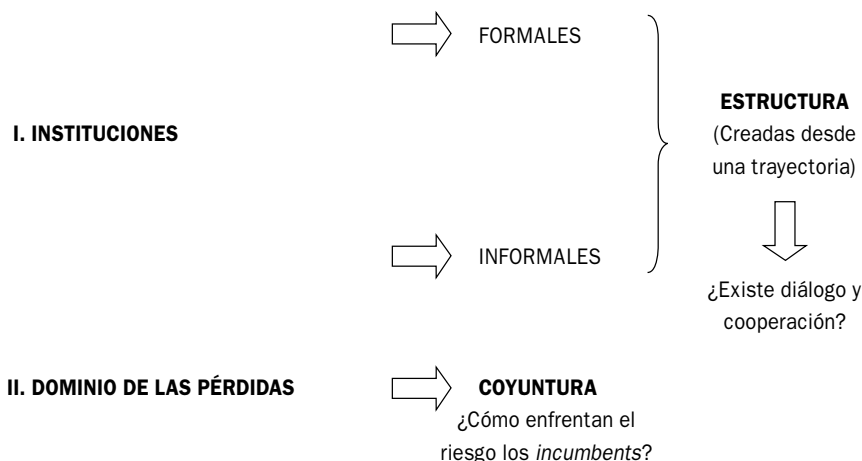 FORMALES
ESTRUCTURA
(Creadas desde
una trayectoria)
I. INSTITUCIONES
INFORMALES
¿Existe diálogo y
cooperación?
II. DOMINIO DE LAS PÉRDIDAS
COYUNTURA
¿Cómo enfrentan el
riesgo los incumbents?